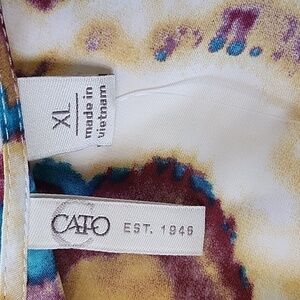 XL
made in
vietnam
CATO EST. 1946